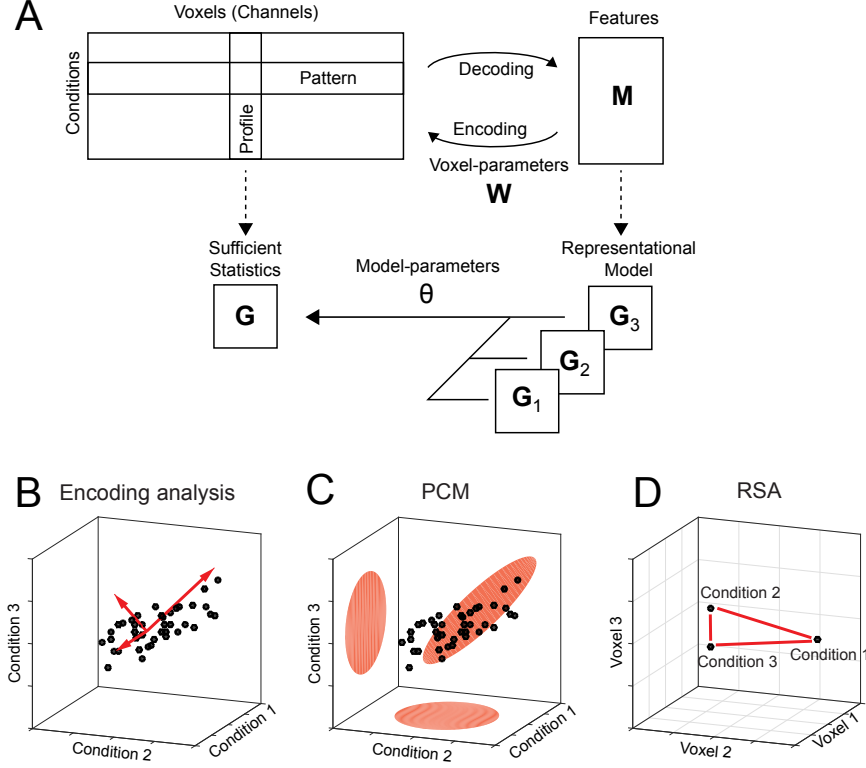 A
Voxels (Channels)
Features
Conditions
Pattern
Profile
Decoding
Encoding
Voxel-parameters
W
M
Sufficient
Statistics
G
Model-parameters
θ
Representational
Model
G3
G2
G1
B
Encoding analysis
Condition 3
Condition 2
Condition 1
C
PCM
Condition 3
Condition 2
Condition 1
D
RSA
Condition 2
Condition 3
Condition 1
Voxel 3
Voxel 2
Voxel 1